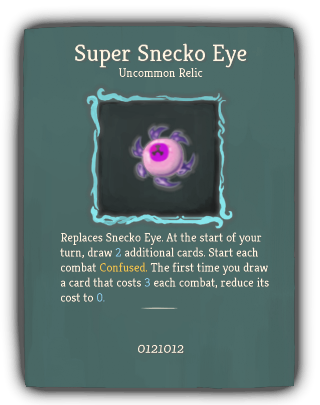 Super Snecko Eye
Uncommon Relic
Replaces Snecko Eye. At the start of your
turn, draw 2 additional cards. Start each
combat Confused. The first time you draw
a card that costs 3 each combat, reduce its
cost to 0.
0121012